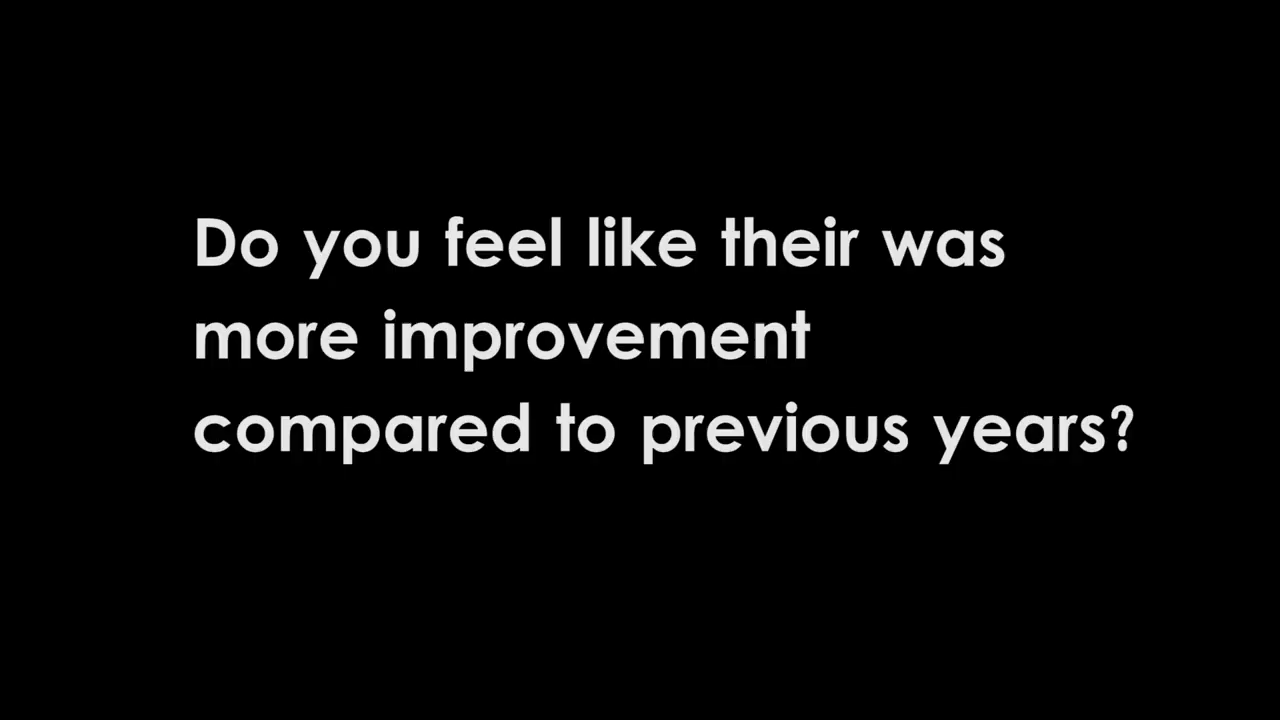 Do you feel like their was
more improvement
compared to previous years?